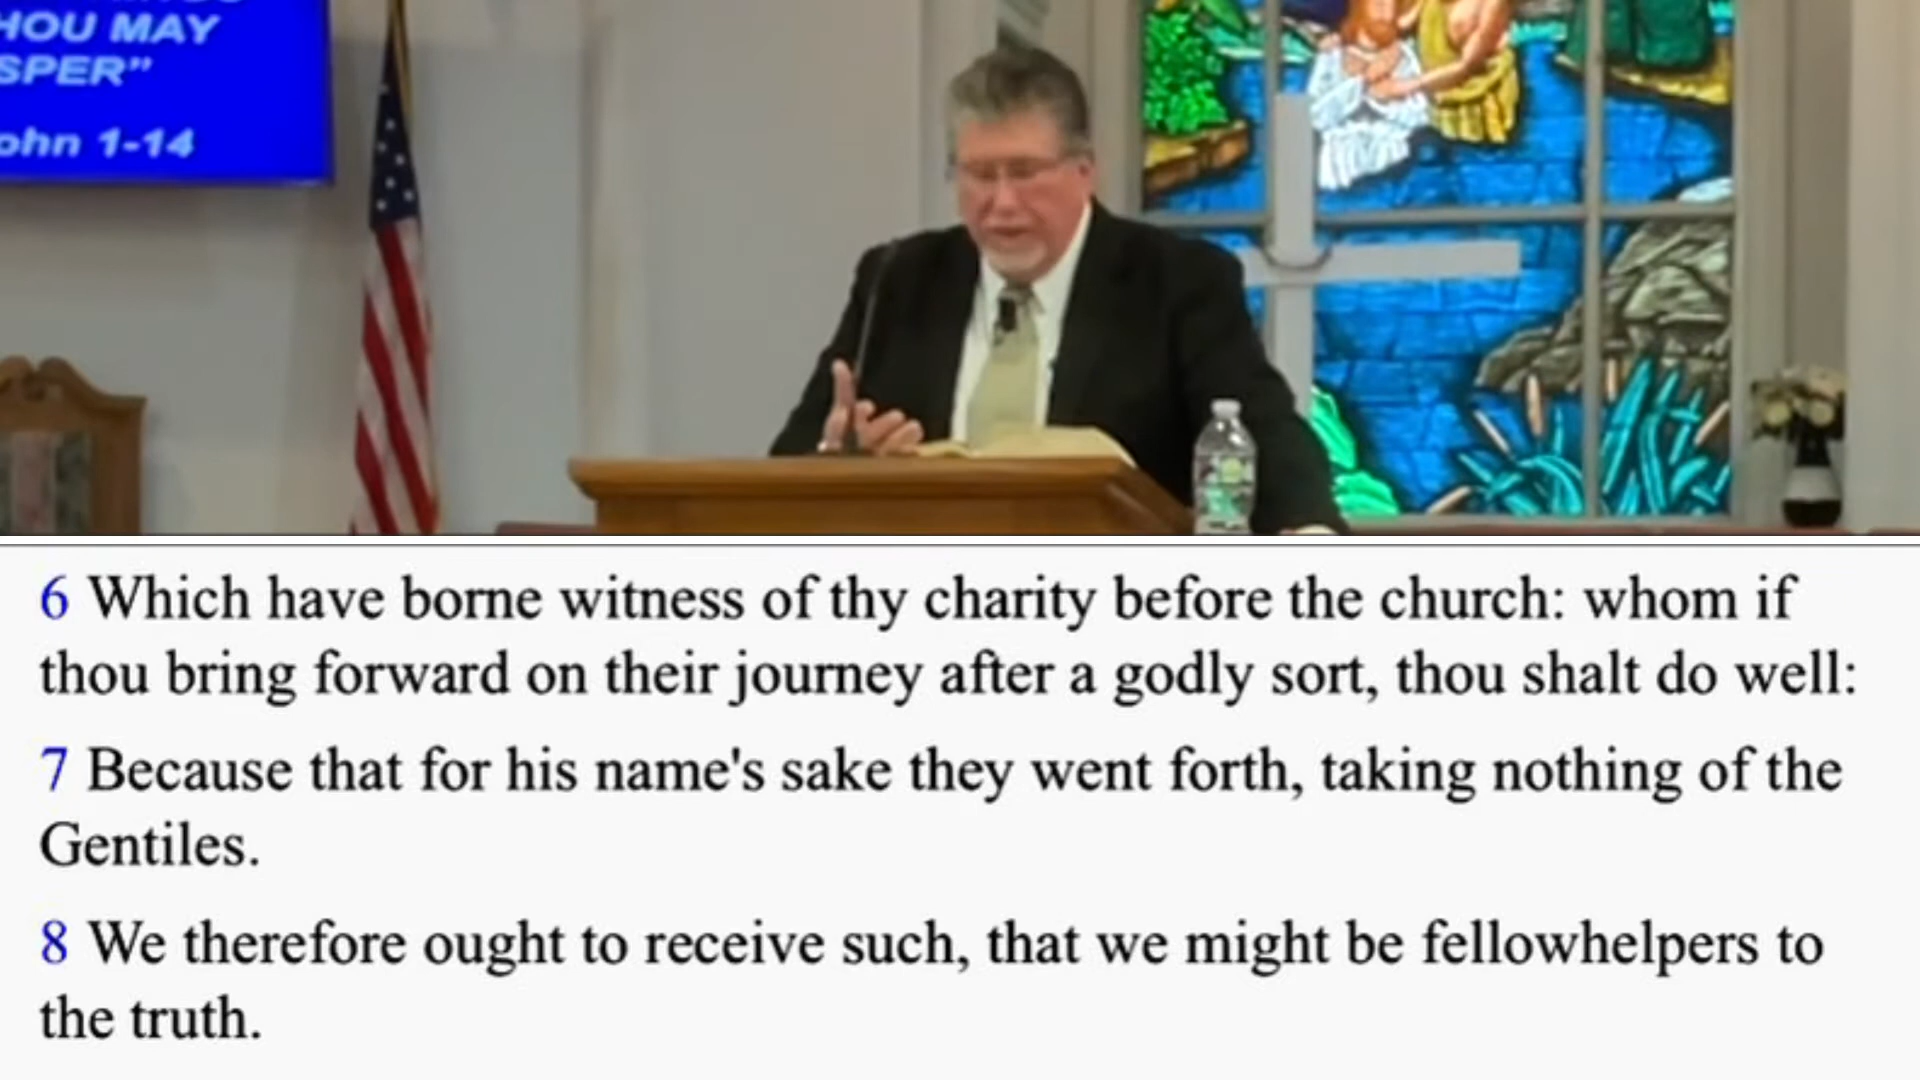 HOU MAY
SPER”
ohn 1-14
6 Which have borne witness of thy charity before the church: whom if
thou bring forward on their journey after a godly sort, thou shalt do well:
7 Because that for his name's sake they went forth, taking nothing of the
Gentiles.
8 We therefore ought to receive such, that we might be fellowhelpers to
the truth.